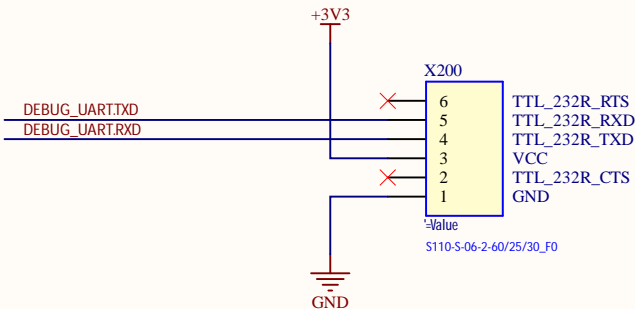 +3V3
X200
6 TTL_232R_RTS
DEBUG_UART.TXD 5 TTL_232R_RXD
DEBUG_UART.RXD 4 TTL_232R_TXD
3 VCC
2 TTL_232R_CTS
1 GND
'=Value
S110-S-06-2-60/25/30_F0
GND